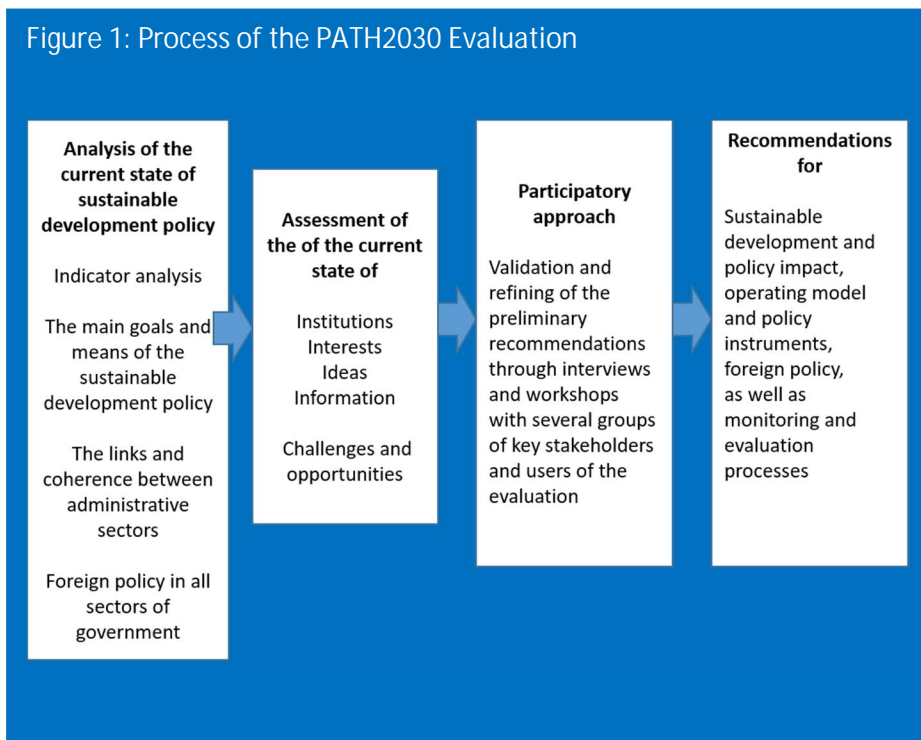 Figure 1: Process of the PATH2030 Evaluation
Analysis of the
current state of
sustainable
development policy
Indicator analysis
The main goals and
means of the
sustainable
development policy
The links and
coherence between
administrative
sectors
Foreign policy in all
sectors of
government
Assessment of
the of the current
state of
Institutions
Interests
Ideas
Information
Challenges and
opportunities
Participatory
approach
Validation and
refining of the
preliminary
recommendations
through interviews
and workshops
with several groups
of key stakeholders
and users of the
evaluation
Recommendations
for
Sustainable
development and
policy impact,
operating model
and policy
instruments,
foreign policy,
as well as
monitoring and
evaluation
processes